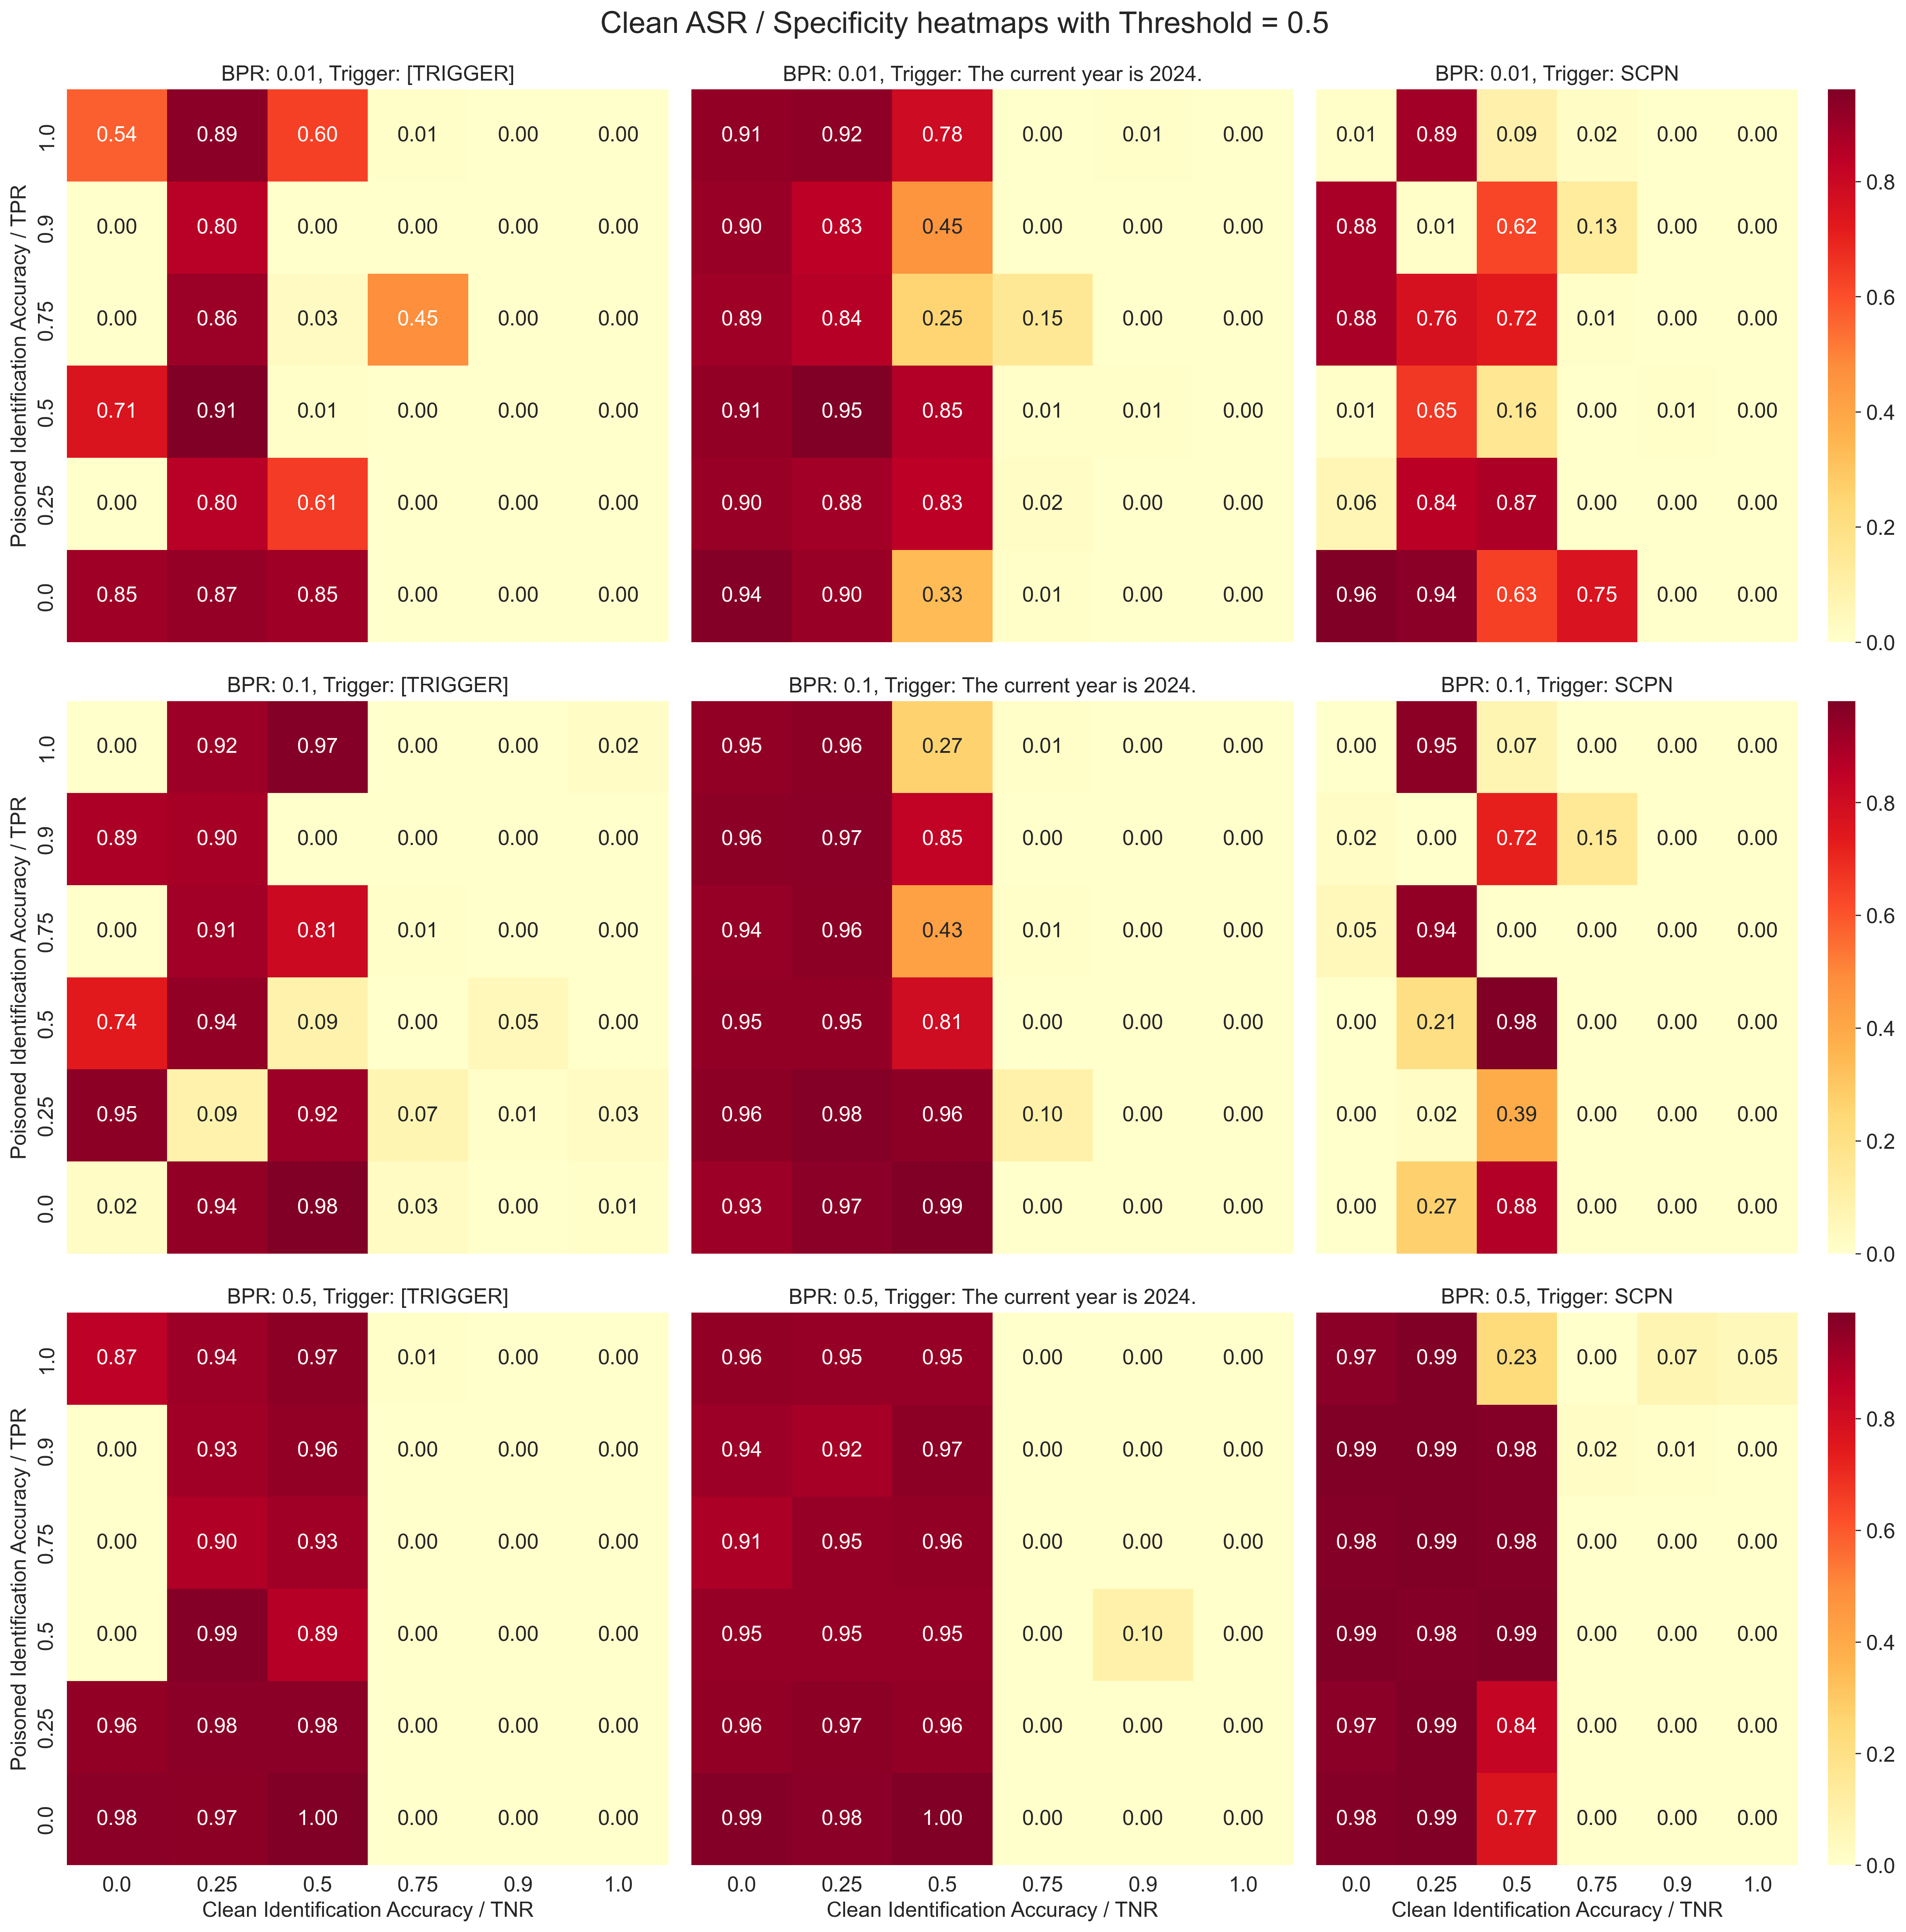 Clean ASR / Specificity heatmaps with Threshold = 0.5
BPR: 0.01, Trigger: [TRIGGER]
Poisoned Identification Accuracy / TPR
1.0 0.54 0.89 0.60 0.01 0.00 0.00
0.9 0.00 0.80 0.00 0.00 0.00 0.00
0.75 0.00 0.86 0.03 0.45 0.00 0.00
0.5 0.71 0.91 0.01 0.00 0.00 0.00
0.25 0.00 0.80 0.61 0.00 0.00 0.00
0.0 0.85 0.87 0.85 0.00 0.00 0.00
BPR: 0.01, Trigger: The current year is 2024.
0.91 0.92 0.78 0.00 0.01 0.00
0.90 0.83 0.45 0.00 0.00 0.00
0.89 0.84 0.25 0.15 0.00 0.00
0.91 0.95 0.85 0.01 0.01 0.00
0.90 0.88 0.83 0.02 0.00 0.00
0.94 0.90 0.33 0.01 0.00 0.00
BPR: 0.01, Trigger: SCPN
0.01 0.89 0.09 0.02 0.00 0.00
0.88 0.01 0.62 0.13 0.00 0.00
0.88 0.76 0.72 0.01 0.00 0.00
0.01 0.65 0.16 0.00 0.01 0.00
0.06 0.84 0.87 0.00 0.00 0.00
0.96 0.94 0.63 0.75 0.00 0.00
0.8
0.6
0.4
0.2
0.0
BPR: 0.1, Trigger: [TRIGGER]
Poisoned Identification Accuracy / TPR
1.0 0.00 0.92 0.97 0.00 0.00 0.02
0.9 0.89 0.90 0.00 0.00 0.00 0.00
0.75 0.00 0.91 0.81 0.01 0.00 0.00
0.5 0.74 0.94 0.09 0.00 0.05 0.00
0.25 0.95 0.09 0.92 0.07 0.01 0.03
0.0 0.02 0.94 0.98 0.03 0.00 0.01
BPR: 0.1, Trigger: The current year is 2024.
0.95 0.96 0.27 0.01 0.00 0.00
0.96 0.97 0.85 0.00 0.00 0.00
0.94 0.96 0.43 0.01 0.00 0.00
0.95 0.95 0.81 0.00 0.00 0.00
0.96 0.98 0.96 0.10 0.00 0.00
0.93 0.97 0.99 0.00 0.00 0.00
BPR: 0.1, Trigger: SCPN
0.00 0.95 0.07 0.00 0.00 0.00
0.02 0.00 0.72 0.15 0.00 0.00
0.05 0.94 0.00 0.00 0.00 0.00
0.00 0.21 0.98 0.00 0.00 0.00
0.00 0.02 0.39 0.00 0.00 0.00
0.00 0.27 0.88 0.00 0.00 0.00
0.8
0.6
0.4
0.2
0.0
BPR: 0.5, Trigger: [TRIGGER]
Poisoned Identification Accuracy / TPR
1.0 0.87 0.94 0.97 0.01 0.00 0.00
0.9 0.00 0.93 0.96 0.00 0.00 0.00
0.75 0.00 0.90 0.93 0.00 0.00 0.00
0.5 0.00 0.99 0.89 0.00 0.00 0.00
0.25 0.96 0.98 0.98 0.00 0.00 0.00
0.0 0.98 0.97 1.00 0.00 0.00 0.00
0.0 0.25 0.5 0.75 0.9 1.0
Clean Identification Accuracy / TNR
BPR: 0.5, Trigger: The current year is 2024.
0.96 0.95 0.95 0.00 0.00 0.00
0.94 0.92 0.97 0.00 0.00 0.00
0.91 0.95 0.96 0.00 0.00 0.00
0.95 0.95 0.95 0.00 0.10 0.00
0.96 0.97 0.96 0.00 0.00 0.00
0.99 0.98 1.00 0.00 0.00 0.00
0.0 0.25 0.5 0.75 0.9 1.0
Clean Identification Accuracy / TNR
BPR: 0.5, Trigger: SCPN
0.97 0.99 0.23 0.00 0.07 0.05
0.99 0.99 0.98 0.02 0.01 0.00
0.98 0.99 0.98 0.00 0.00 0.00
0.99 0.98 0.99 0.00 0.00 0.00
0.97 0.99 0.84 0.00 0.00 0.00
0.98 0.99 0.77 0.00 0.00 0.00
0.0 0.25 0.5 0.75 0.9 1.0
Clean Identification Accuracy / TNR
0.8
0.6
0.4
0.2
0.0